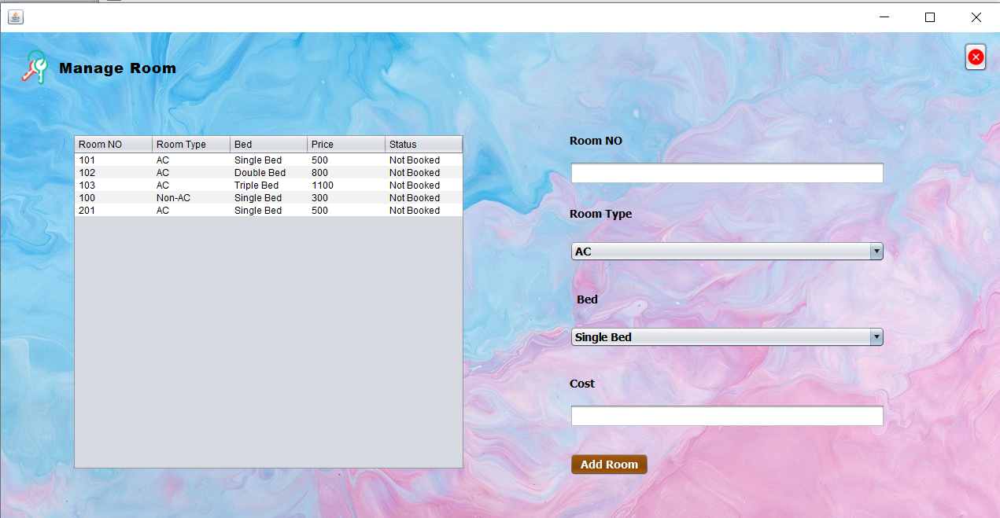 Manage Room
Room NO Room Type Bed Price Status
101 AC Single Bed 500 Not Booked
102 AC Double Bed 800 Not Booked
103 AC Triple Bed 1100 Not Booked
100 Non-AC Single Bed 300 Not Booked
201 AC Single Bed 500 Not Booked
Room NO
Room Type
AC
Bed
Single Bed
Cost
Add Room